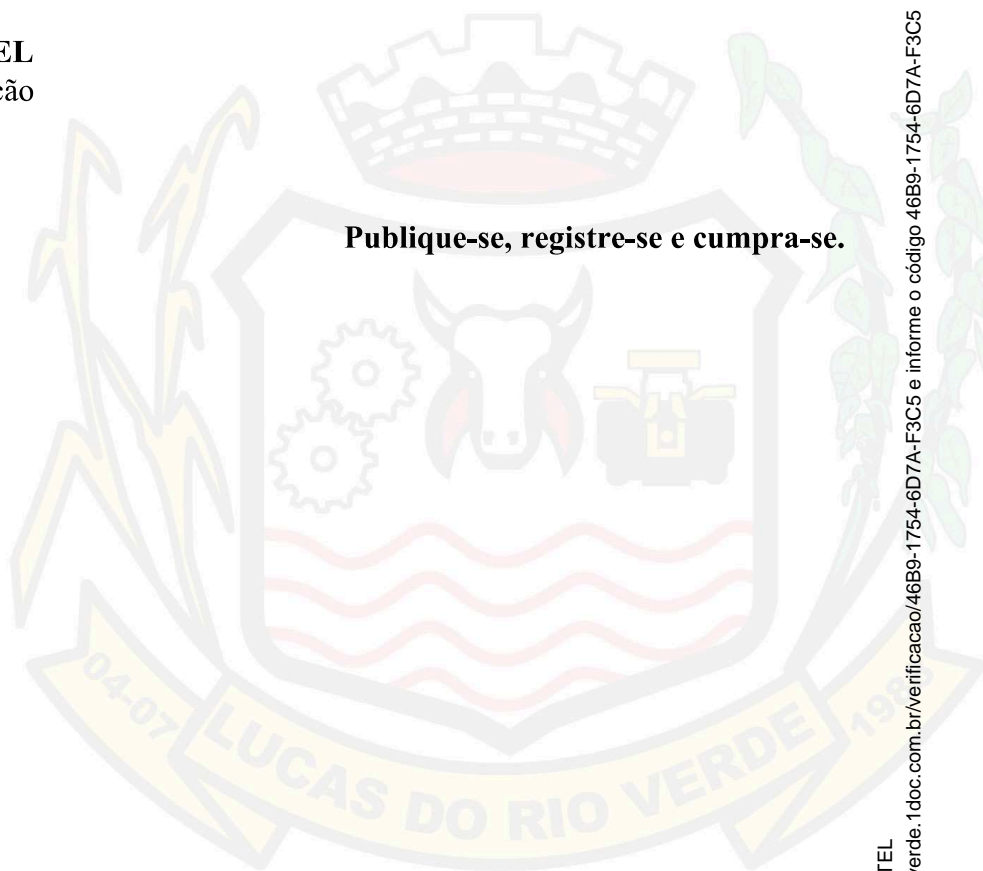 EL
ção
Publique-se, registre-se e cumpra-se.
04-07
LUCAS DO RIO VERDE
198
TEL
verde.1doc.com.br/verificacao/46B9-1754-6D7A-F3C5 e informe o código 46B9-1754-6D7A-F3C5